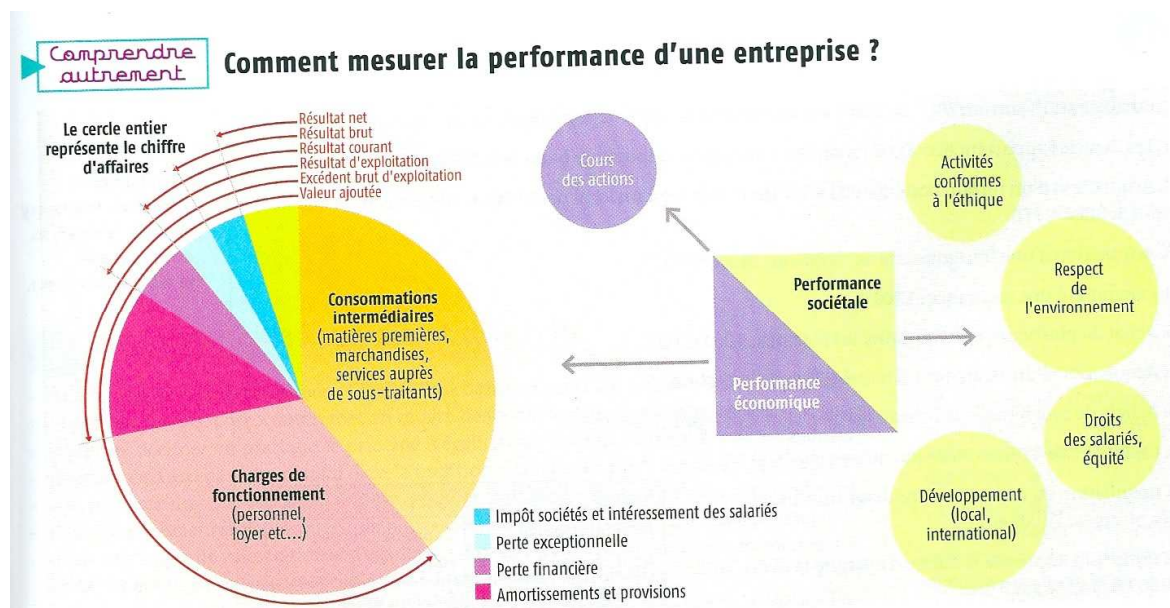 Comprendre
autrement
Comment mesurer la performance d'une entreprise ?
Le cercle entier
représente le chiffre
d'affaires
Résultat net
Résultat brut
Résultat courant
Résultat d'exploitation
Excédent brut d'exploitation
Valeur ajoutée
Consommations
intermédiaires
(matières premières,
marchandises,
services auprès
de sous-traitants)
Charges de
fonctionnement
(personnel,
loyer etc...)
Impôt sociétés et intéressement des salariés
Perte exceptionnelle
Perte financière
Amortissements et provisions
Cours
des actions
Performance
sociétale
Performance
économique
Activités
conformes
à l'éthique
Respect
de
l'environnement
Droits
des salariés,
équité
Développement
(local,
international)